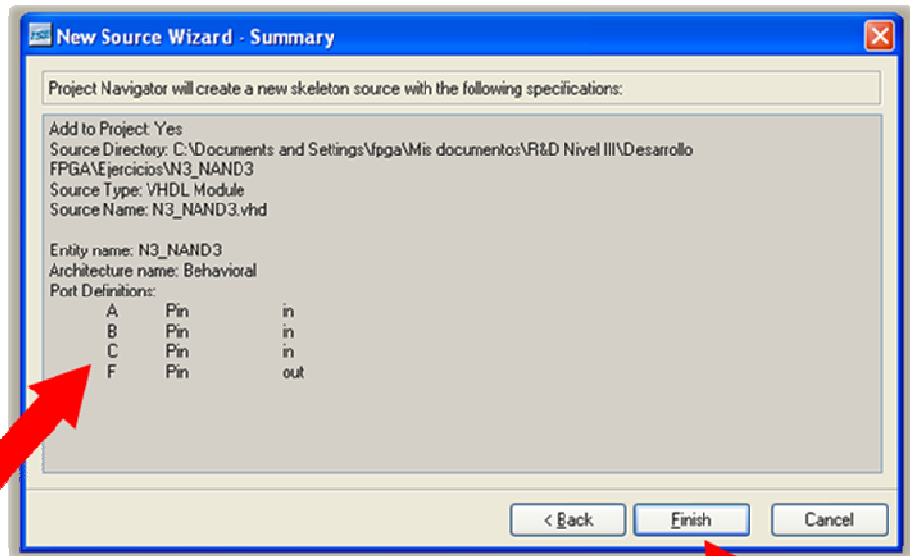 New Source Wizard - Summary
Project Navigator will create a new skeleton source with the following specifications:
Add to Project: Yes
Source Directory: C:\Documents and Settings\fpga\Mis documentos\R&D Nivel III\Desarrollo
FPGA\Ejercicios\N3_NAND3
Source Type: VHDL Module
Source Name: N3_NAND3.vhd
Entity name: N3_NAND3
Architecture name: Behavioral
Port Definitions:
A Pin in
B Pin in
C Pin in
F Pin out
< Back Finish Cancel